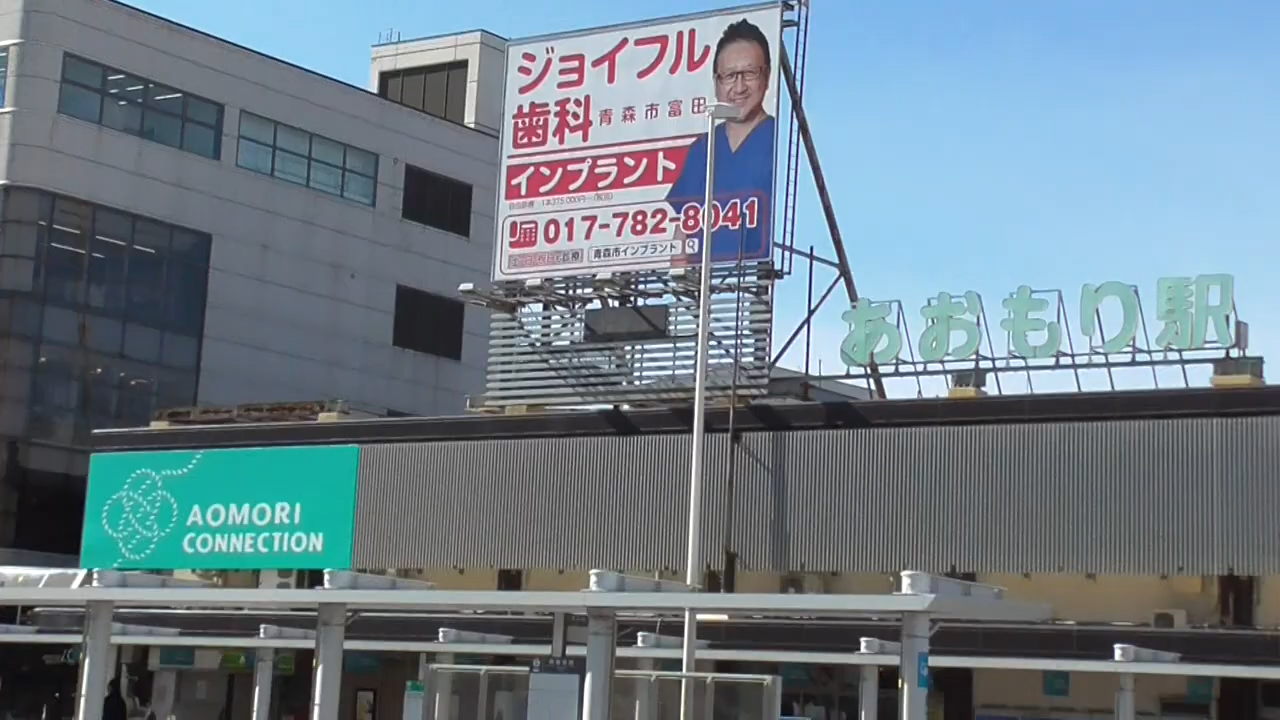 ジョイフル
歯科 青森市富田
インプラント
017-782-8041
青森市インプラント
あおもり駅
AOMORI
CONNECTION